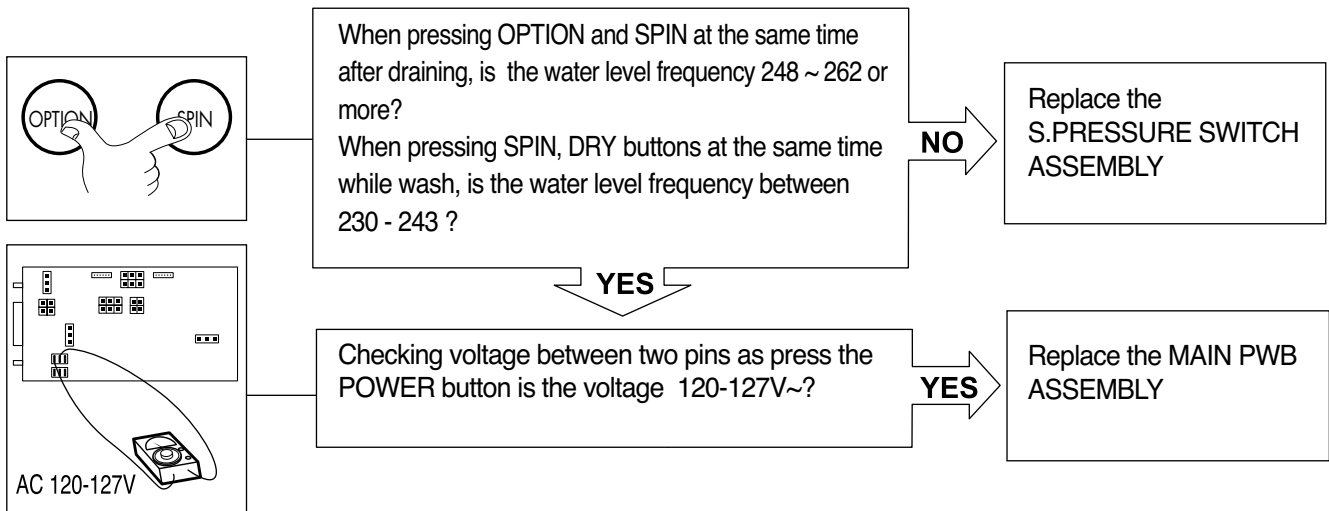 OPTION
SPIN
When pressing OPTION and SPIN at the same time
after draining, is the water level frequency 248 ~ 262 or
more?
When pressing SPIN, DRY buttons at the same time
while wash, is the water level frequency between
230 - 243 ?
NO
Replace the
S.PRESSURE SWITCH
ASSEMBLY
YES
AC 120-127V
Checking voltage between two pins as press the
POWER button is the voltage 120-127V~?
YES
Replace the MAIN PWB
ASSEMBLY